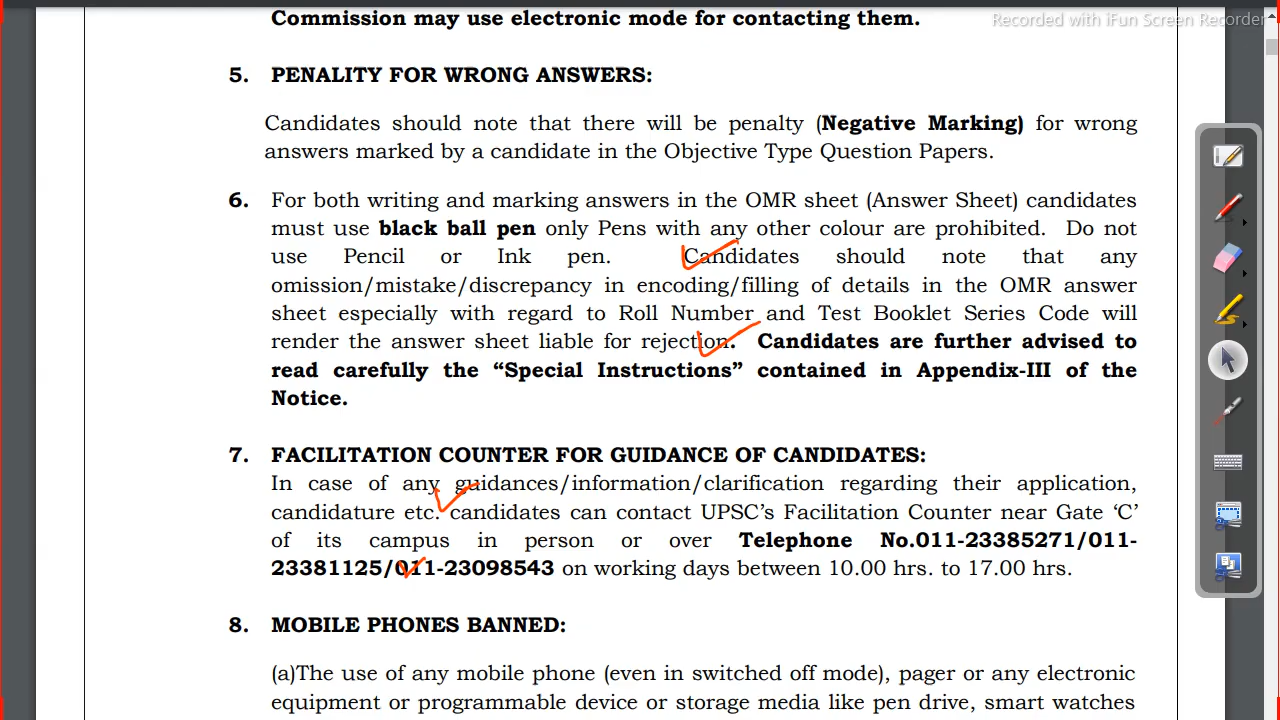 Commission may use electronic mode for contacting them.
Recorded with iFun Screen Recorder
5. PENALITY FOR WRONG ANSWERS:
Candidates should note that there will be penalty (Negative Marking) for wrong
answers marked by a candidate in the Objective Type Question Papers.
6. For both writing and marking answers in the OMR sheet (Answer Sheet) candidates
must use black ball pen only Pens with any other colour are prohibited. Do not
use Pencil or Ink pen. Candidates should note that any
omission/mistake/discrepancy in encoding/filling of details in the OMR answer
sheet especially with regard to Roll Number and Test Booklet Series Code will
render the answer sheet liable for rejection. Candidates are further advised to
read carefully the “Special Instructions” contained in Appendix-III of the
Notice.
7. FACILITATION COUNTER FOR GUIDANCE OF CANDIDATES:
In case of any guidances/information/clarification regarding their application,
candidature etc. candidates can contact UPSC’s Facilitation Counter near Gate ‘C’
of its campus in person or over Telephone No.011-23385271/011-
23381125/011-23098543 on working days between 10.00 hrs. to 17.00 hrs.
8. MOBILE PHONES BANNED:
(a)The use of any mobile phone (even in switched off mode), pager or any electronic
equipment or programmable device or storage media like pen drive, smart watches